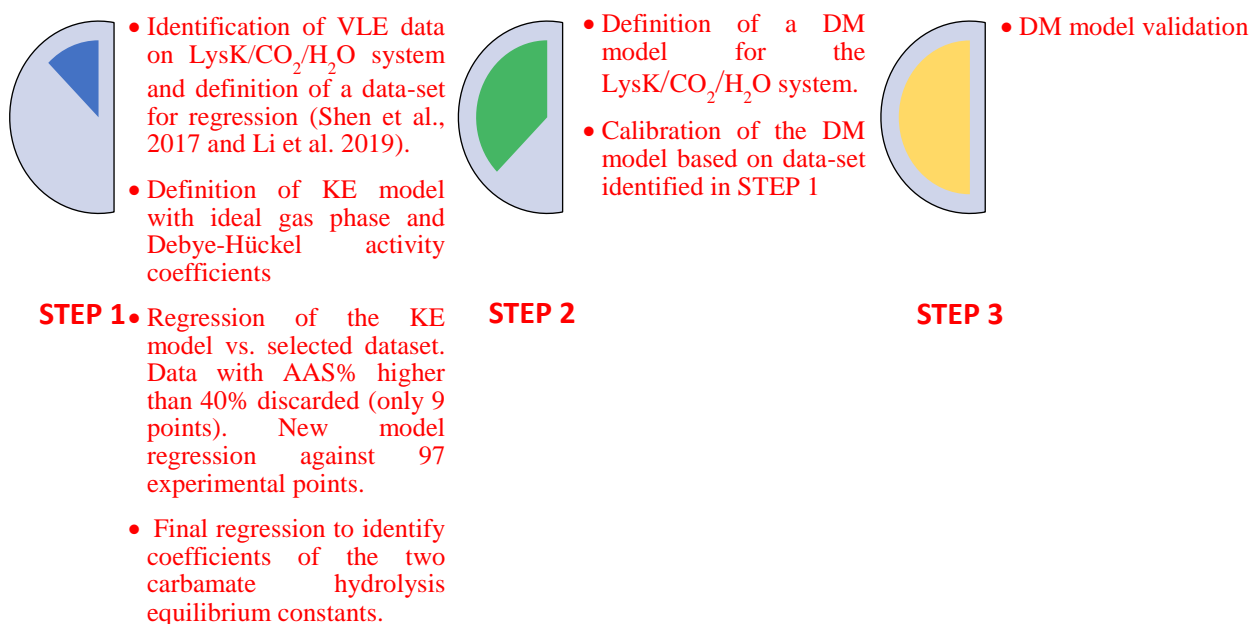 • Identification of VLE data
on LysK/CO2/H2O system
and definition of a data-set
for regression (Shen et al.,
2017 and Li et al. 2019).
• Definition of KE model
with ideal gas phase and
Debye-Hückel activity
coefficients
STEP 1
• Regression of the KE
model vs. selected dataset.
Data with AAS% higher
than 40% discarded (only 9
points). New model
regression against 97
experimental points.
• Final regression to identify
coefficients of the two
carbamate hydrolysis
equilibrium constants.
• Definition of a DM
model for the
LysK/CO2/H2O system.
• Calibration of the DM
model based on data-set
identified in STEP 1
STEP 2
• DM model validation
STEP 3